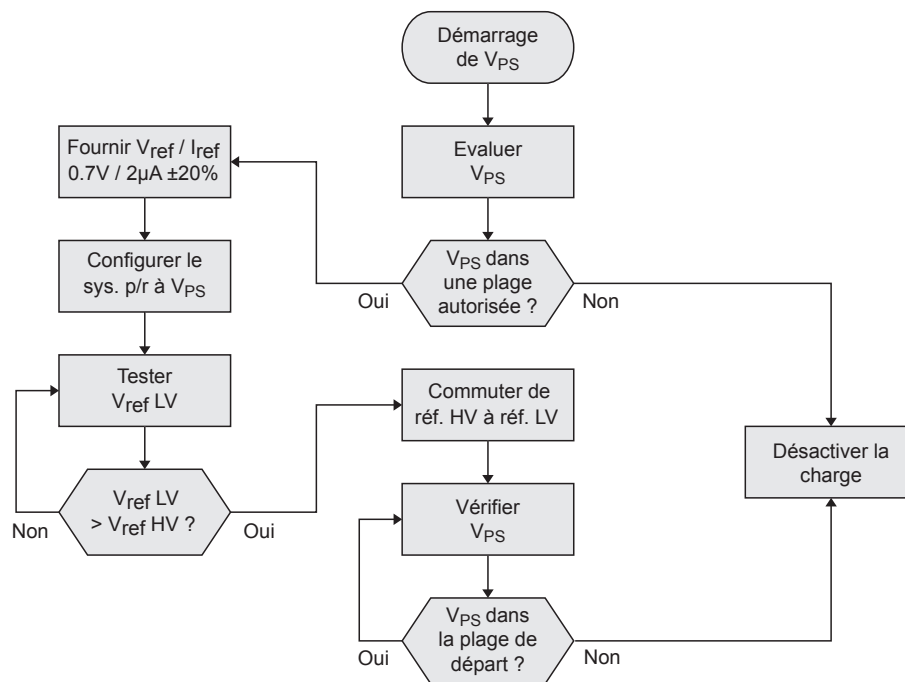 Démarrage
de VPS
Evaluer
VPS
VPS dans
une plage
autorisée ?
Oui
Non
Fournir Vref / Iref
0.7V / 2µA ±20%
Configurer le
sys. p/r à VPS
Tester
Vref LV
Vref LV
> Vref HV ?
Non
Oui
Commuter de
réf. HV à réf. LV
Vérifier
VPS
VPS dans
la plage de
départ ?
Oui
Non
Désactiver la
charge